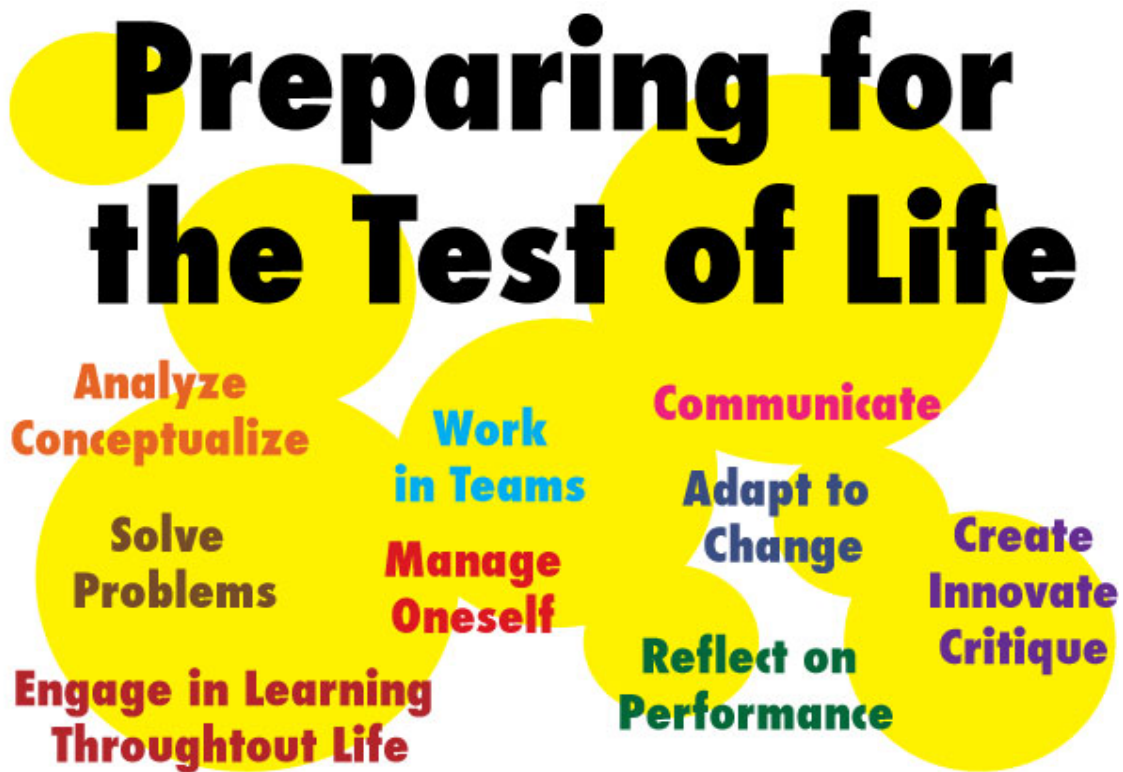 Preparing for
the Test of Life
Analyze
Conceptualize
Work
in Teams
Communicate
Solve
Problems
Manage
Oneself
Adapt to
Change
Create
Innovate
Critique
Engage in Learning
Throughtout Life
Reflect on
Performance